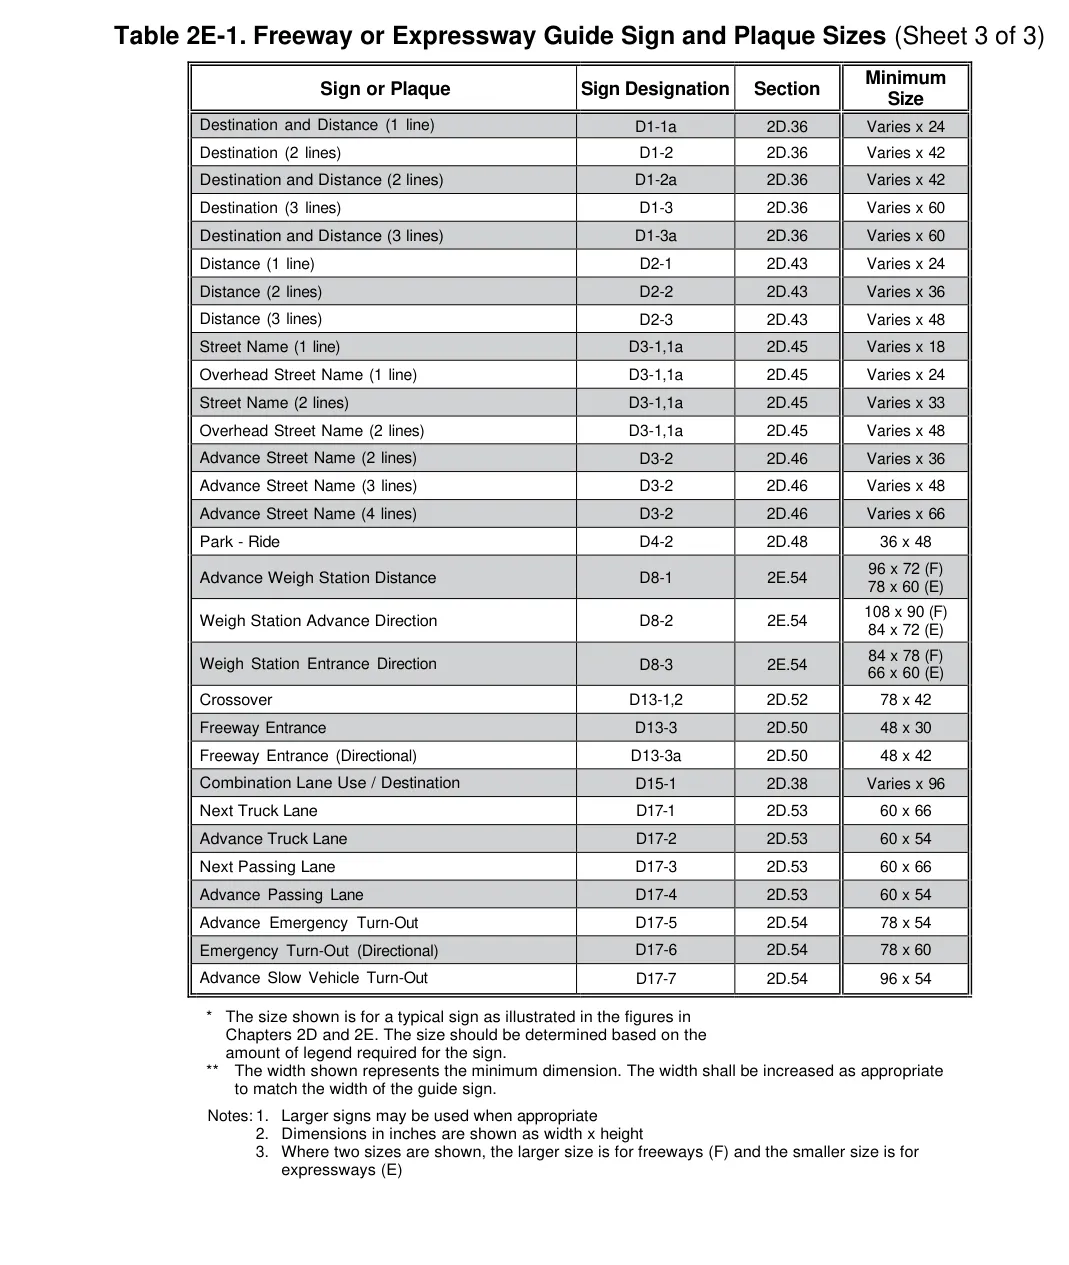 Table 2E-1. Freeway or Expressway Guide Sign and Plaque Sizes (Sheet 3 of 3)
Sign or Plaque Sign Designation Section Minimum Size
Destination and Distance (1 line) D1-1a 2D.36 Varies x 24
Destination (2 lines) D1-2 2D.36 Varies x 42
Destination and Distance (2 lines) D1-2a 2D.36 Varies x 42
Destination (3 lines) D1-3 2D.36 Varies x 60
Destination and Distance (3 lines) D1-3a 2D.36 Varies x 60
Distance (1 line) D2-1 2D.43 Varies x 24
Distance (2 lines) D2-2 2D.43 Varies x 36
Distance (3 lines) D2-3 2D.43 Varies x 48
Street Name (1 line) D3-1,1a 2D.45 Varies x 18
Overhead Street Name (1 line) D3-1,1a 2D.45 Varies x 24
Street Name (2 lines) D3-1,1a 2D.45 Varies x 33
Overhead Street Name (2 lines) D3-1,1a 2D.45 Varies x 48
Advance Street Name (2 lines) D3-2 2D.46 Varies x 36
Advance Street Name (3 lines) D3-2 2D.46 Varies x 48
Advance Street Name (4 lines) D3-2 2D.46 Varies x 66
Park - Ride D4-2 2D.48 36 x 48
Advance Weigh Station Distance D8-1 2E.54 96 x 72 (F)
78 x 60 (E)
Weigh Station Advance Direction D8-2 2E.54 108 x 90 (F)
84 x 72 (E)
Weigh Station Entrance Direction D8-3 2E.54 84 x 78 (F)
66 x 60 (E)
Crossover D13-1,2 2D.52 78 x 42
Freeway Entrance D13-3 2D.50 48 x 30
Freeway Entrance (Directional) D13-3a 2D.50 48 x 42
Combination Lane Use / Destination D15-1 2D.38 Varies x 96
Next Truck Lane D17-1 2D.53 60 x 66
Advance Truck Lane D17-2 2D.53 60 x 54
Next Passing Lane D17-3 2D.53 60 x 66
Advance Passing Lane D17-4 2D.53 60 x 54
Advance Emergency Turn-Out D17-5 2D.54 78 x 54
Emergency Turn-Out (Directional) D17-6 2D.54 78 x 60
Advance Slow Vehicle Turn-Out D17-7 2D.54 96 x 54
* The size shown is for a typical sign as illustrated in the figures in
Chapters 2D and 2E. The size should be determined based on the
amount of legend required for the sign.
** The width shown represents the minimum dimension. The width shall be increased as appropriate
to match the width of the guide sign.
Notes: 1. Larger signs may be used when appropriate
2. Dimensions in inches are shown as width x height
3. Where two sizes are shown, the larger size is for freeways (F) and the smaller size is for
expressways (E)